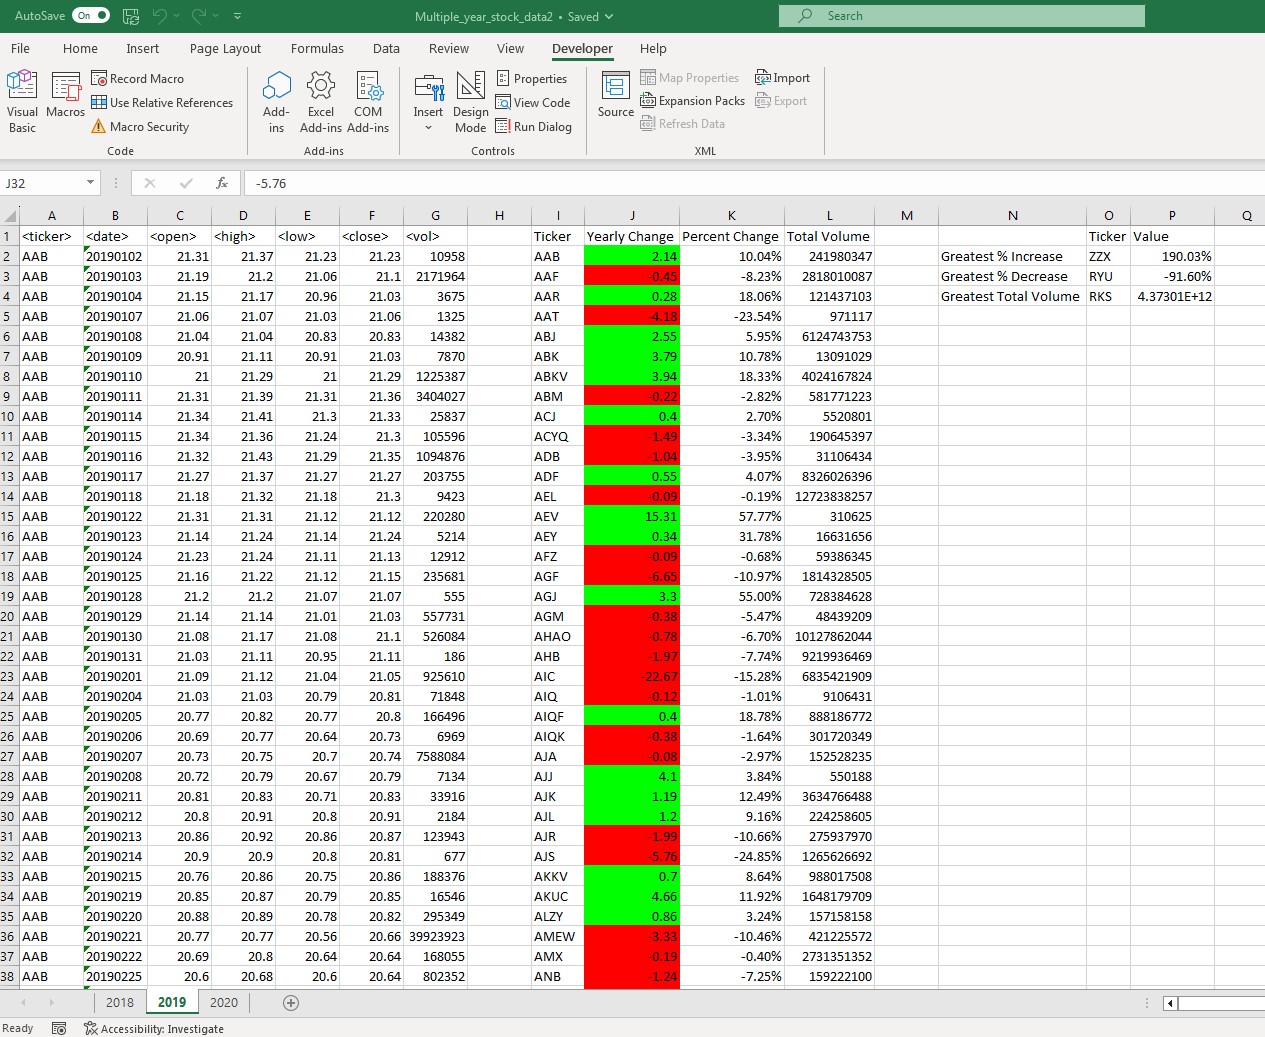 AutoSave On Multiple_year_stock_data2 • Saved Search
File Home Insert Page Layout Formulas Data Review View Developer Help
Visual Basic
Macros
Record Macro
Use Relative References
Macro Security
Code
Add-ins
Excel Add-ins
COM Add-ins
Add-ins
Insert
Design Mode
Properties
View Code
Run Dialog
Controls
Source
Map Properties
Expansion Packs
Refresh Data
Import
Export
XML
J32 fx -5.76
A B C D E F G H I J K L M N O P Q
1 <ticker> <date> <open> <high> <low> <close> <vol> Ticker Yearly Change Percent Change Total Volume Ticker Value
2 AAB 20190102 21.31 21.37 21.23 21.23 10958 AAB 2.14 10.04% 241980347 Greatest % Increase ZZX 190.03%
3 AAB 20190103 21.19 21.2 21.06 21.1 2171964 AAF -0.45 -8.23% 2818010087 Greatest % Decrease RYU -91.60%
4 AAB 20190104 21.15 21.17 20.96 21.03 3675 AAR 0.28 18.06% 121437103 Greatest Total Volume RKS 4.37301E+12
5 AAB 20190107 21.06 21.07 21.03 21.06 1325 AAT -4.18 -23.54% 971117
6 AAB 20190108 21.04 21.04 20.83 20.83 14382 ABJ 2.55 5.95% 6124743753
7 AAB 20190109 20.91 21.11 20.91 21.03 7870 ABK 3.79 10.78% 13091029
8 AAB 20190110 21 21.29 21 21.29 1225387 ABKV 3.94 18.33% 4024167824
9 AAB 20190111 21.31 21.39 21.31 21.36 3404027 ABM -0.22 -2.82% 581771223
10 AAB 20190114 21.34 21.41 21.3 21.33 25837 ACJ 0.4 2.70% 5520801
11 AAB 20190115 21.34 21.36 21.24 21.3 105596 ACYQ -1.49 -3.34% 190645397
12 AAB 20190116 21.32 21.43 21.29 21.35 1094876 ADB -1.04 -3.95% 31106434
13 AAB 20190117 21.27 21.37 21.27 21.27 203755 ADF 0.55 4.07% 8326026396
14 AAB 20190118 21.18 21.32 21.18 21.3 9423 AEL -0.09 -0.19% 12723838257
15 AAB 20190122 21.31 21.31 21.12 21.12 220280 AEV 15.31 57.77% 310625
16 AAB 20190123 21.14 21.24 21.14 21.24 5214 AEY 0.34 31.78% 16631656
17 AAB 20190124 21.23 21.24 21.11 21.13 12912 AFZ -0.09 -0.68% 59386345
18 AAB 20190125 21.16 21.22 21.12 21.15 235681 AGF -6.65 -10.97% 1814328505
19 AAB 20190128 21.2 21.2 21.07 21.07 555 AGJ 3.3 55.00% 728384628
20 AAB 20190129 21.14 21.14 21.01 21.03 557731 AGM -0.38 -5.47% 48439209
21 AAB 20190130 21.08 21.17 21.08 21.1 526084 AHAO -0.78 -6.70% 10127862044
22 AAB 20190131 21.03 21.11 20.95 21.11 186 AHB -1.97 -7.74% 9219936469
23 AAB 20190201 21.09 21.12 21.04 21.05 925610 AIC -22.67 -15.28% 6835421909
24 AAB 20190204 21.03 21.03 20.79 20.81 71848 AIQ -0.12 -1.01% 9106431
25 AAB 20190205 20.77 20.82 20.77 20.8 166496 AIQF 0.4 18.78% 888186772
26 AAB 20190206 20.69 20.77 20.64 20.73 6969 AIQK -0.38 -1.64% 301720349
27 AAB 20190207 20.73 20.75 20.7 20.74 7588084 AJA -0.08 -2.97% 152528235
28 AAB 20190208 20.72 20.79 20.67 20.79 7134 AJJ 4.1 3.84% 550188
29 AAB 20190211 20.81 20.83 20.71 20.83 33916 AJK 1.19 12.49% 3634766488
30 AAB 20190212 20.8 20.91 20.8 20.91 2184 AJL 1.2 9.16% 224258605
31 AAB 20190213 20.86 20.92 20.86 20.87 123943 AJR -1.99 -10.66% 275937970
32 AAB 20190214 20.9 20.9 20.8 20.81 677 AJS -5.76 -24.85% 1265626692
33 AAB 20190215 20.76 20.86 20.75 20.86 188376 AKKV 0.7 8.64% 988017508
34 AAB 20190219 20.85 20.87 20.79 20.85 16546 AKUC 4.66 11.92% 1648179709
35 AAB 20190220 20.88 20.89 20.78 20.82 295349 ALZY 0.86 3.24% 157158158
36 AAB 20190221 20.77 20.77 20.56 20.66 39923923 AMEW -3.33 -10.46% 421225572
37 AAB 20190222 20.69 20.8 20.64 20.64 168055 AMX -0.19 -0.40% 2731351352
38 AAB 20190225 20.6 20.68 20.6 20.64 802352 ANB -1.24 -7.25% 159222100
2018 2019 2020
Ready Accessibility: Investigate